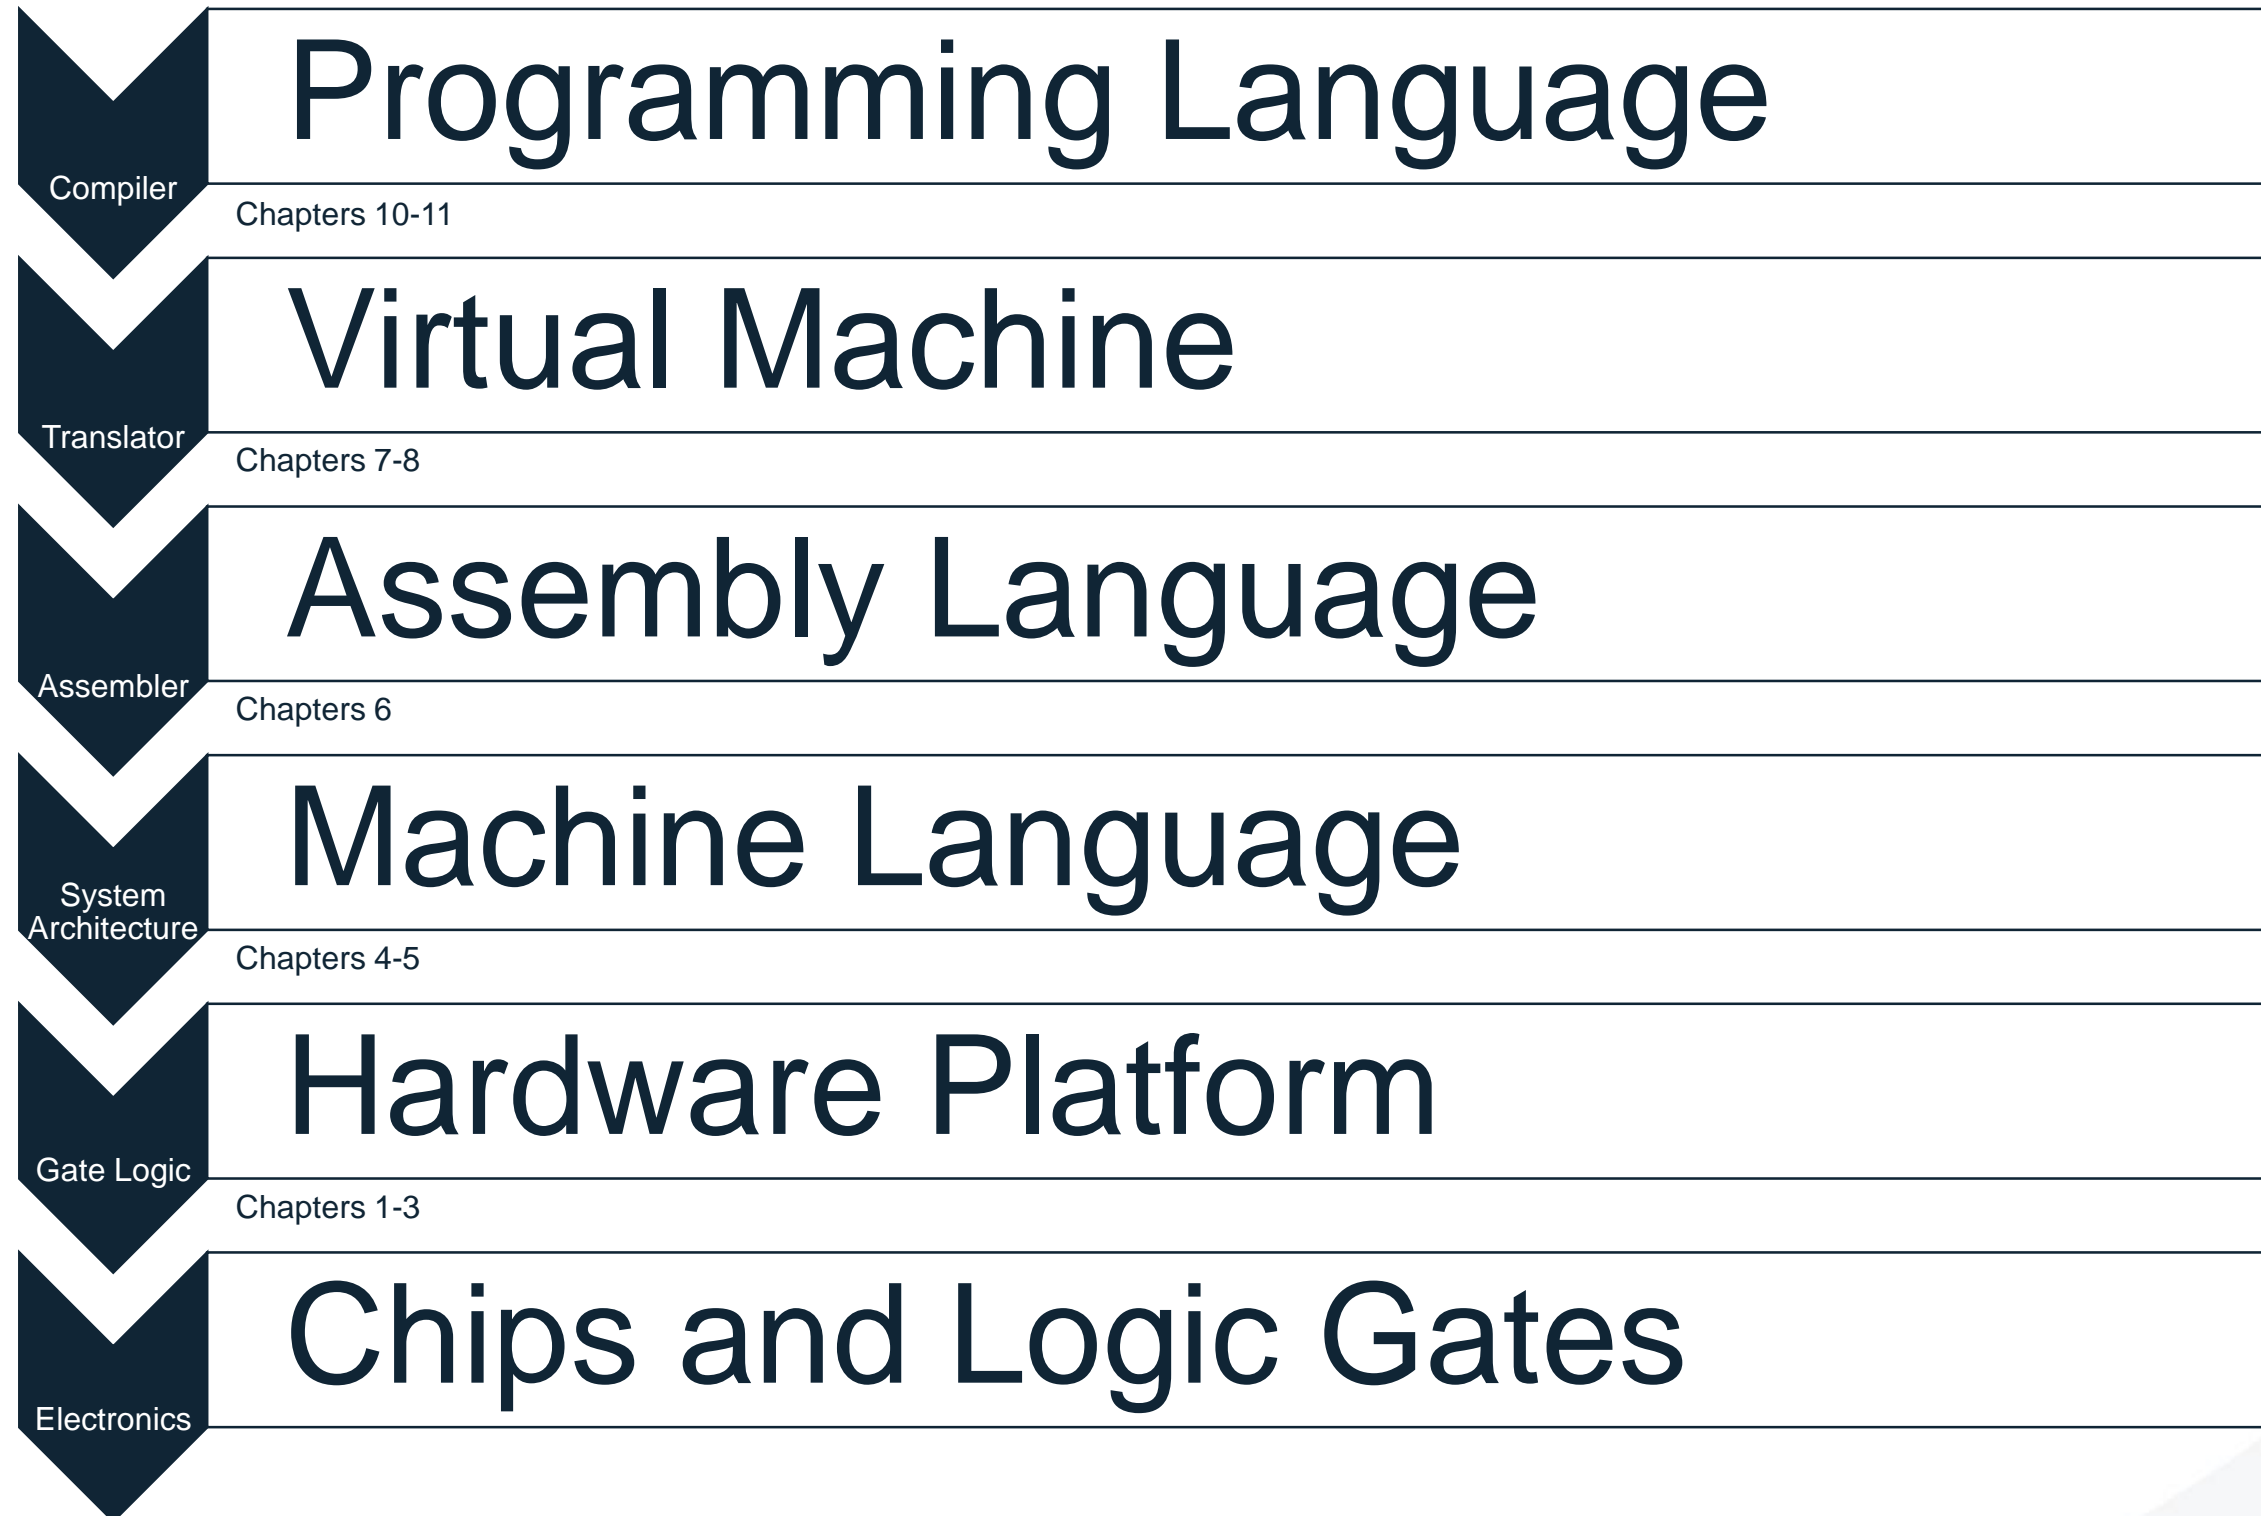 Programming Language
Compiler
Chapters 10-11
Virtual Machine
Translator
Chapters 7-8
Assembly Language
Assembler
Chapters 6
Machine Language
System
Architecture
Chapters 4-5
Hardware Platform
Gate Logic
Chapters 1-3
Chips and Logic Gates
Electronics